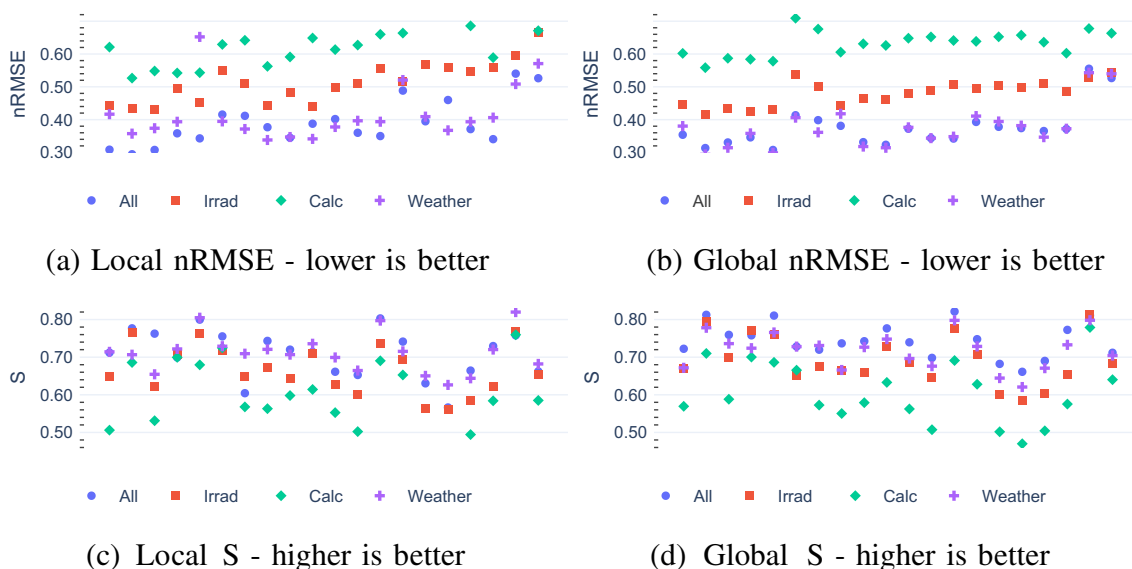 nRMSE
0.60
0.50
0.40
0.30
All Irrad Calc Weather
(a) Local nRMSE - lower is better
nRMSE
0.60
0.50
0.40
0.30
All Irrad Calc Weather
(b) Global nRMSE - lower is better
S
0.80
0.70
0.60
0.50
All Irrad Calc Weather
(c) Local S - higher is better
S
0.80
0.70
0.60
0.50
All Irrad Calc Weather
(d) Global S - higher is better